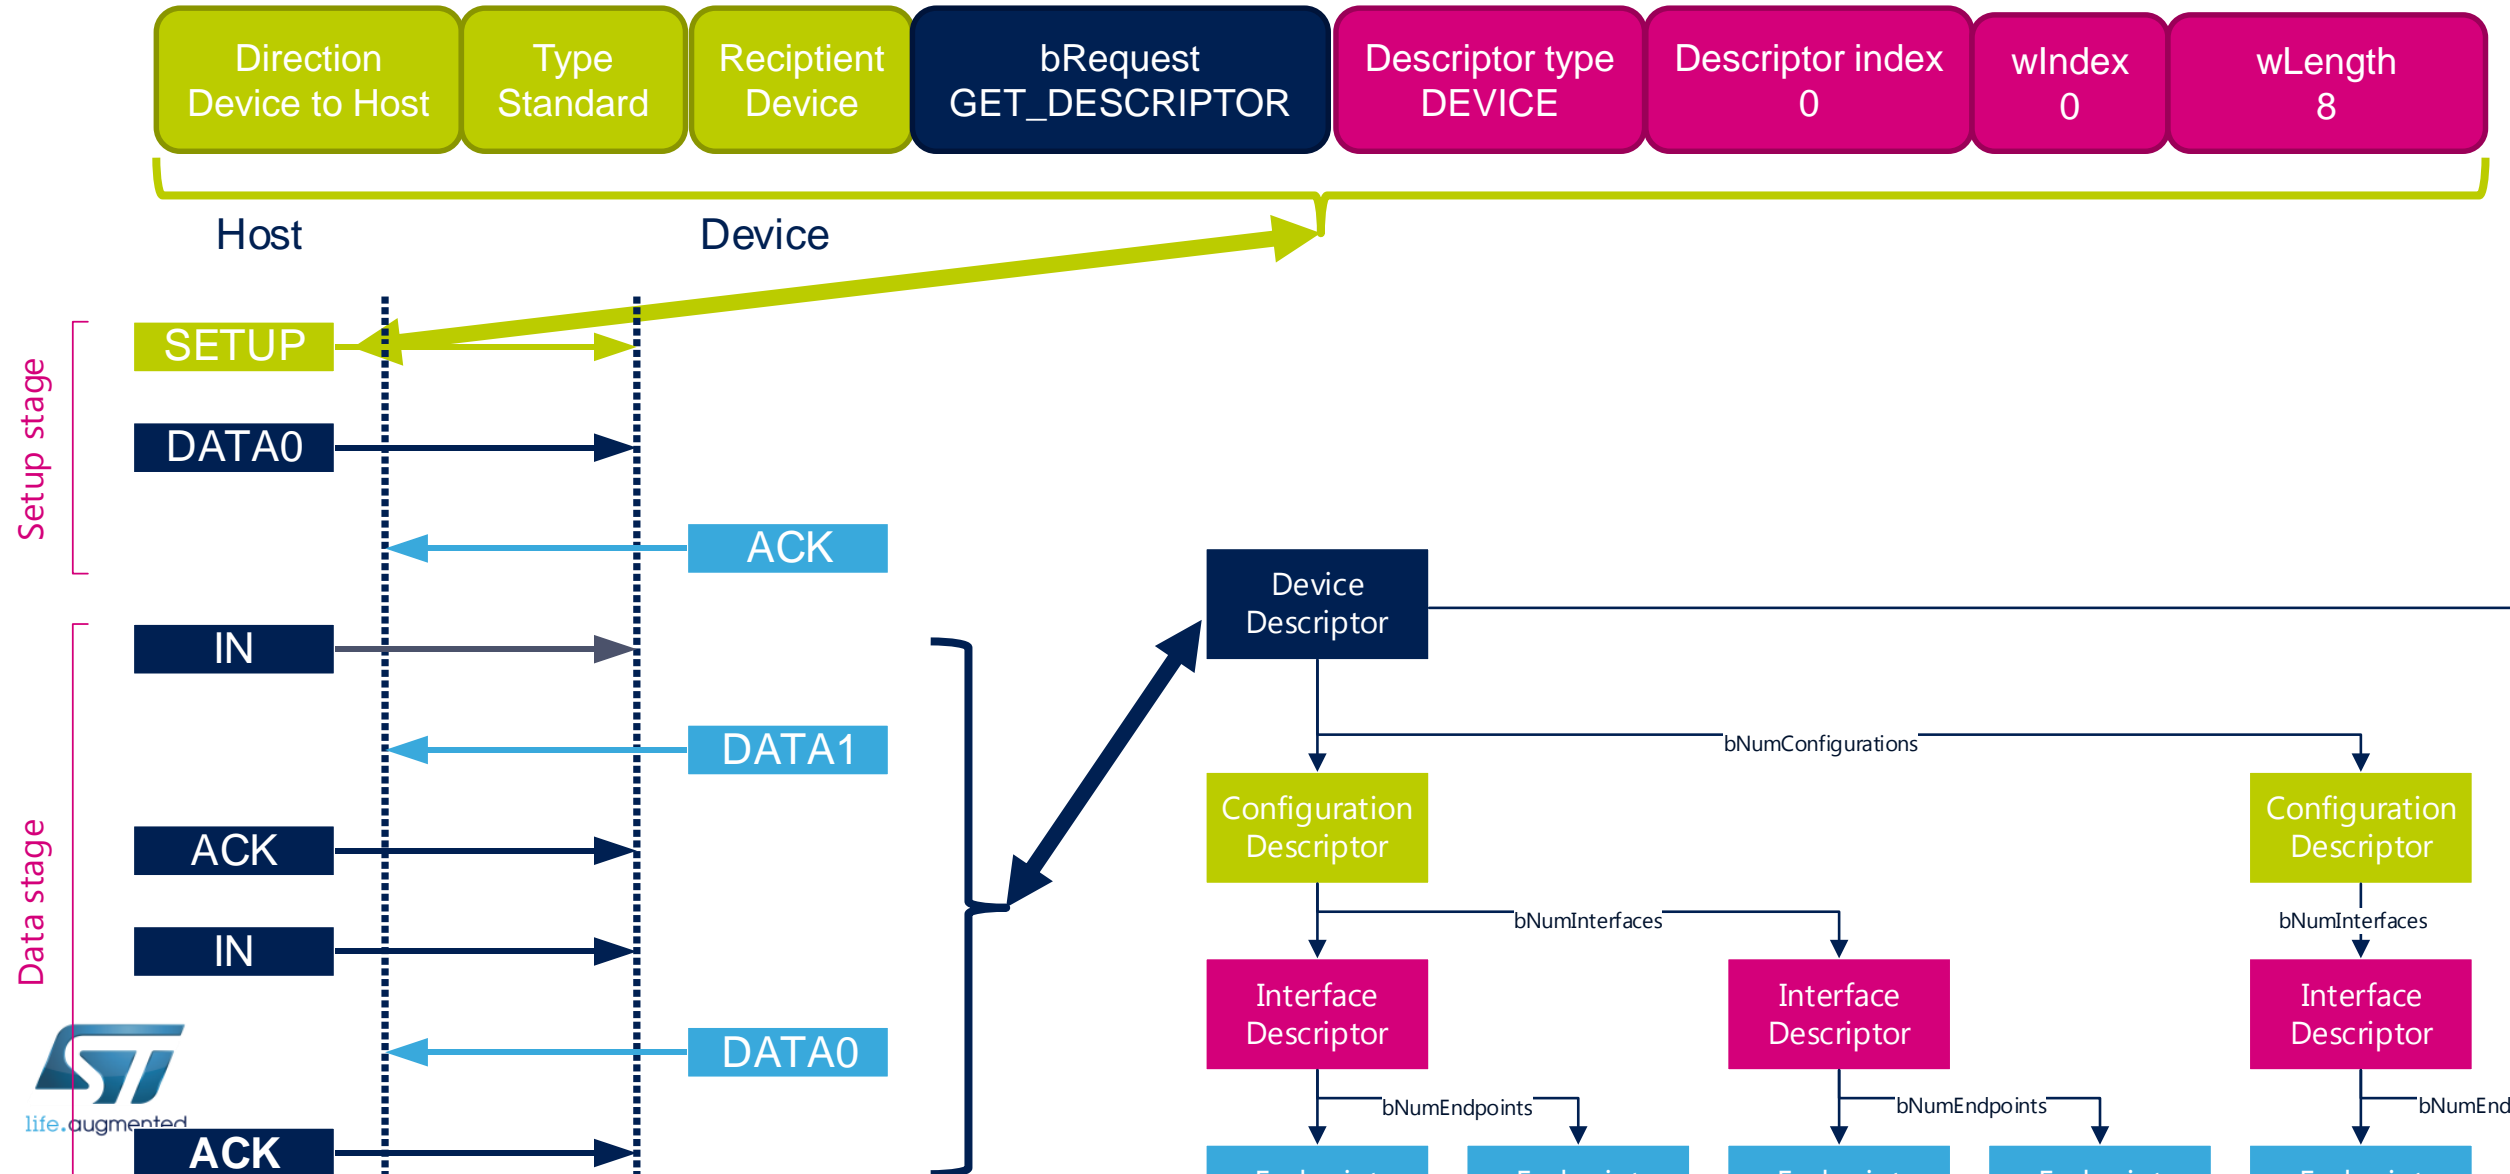 Direction
Device to Host
Type
Standard
Reciptient
Device
bRequest
GET_DESCRIPTOR
Descriptor type
DEVICE
Descriptor index
0
wIndex
0
wLength
8
Host
Device
Setup stage
SETUP
DATA0
ACK
Data stage
IN
DATA1
ACK
IN
DATA0
ACK
life.augmented
Device
Descriptor
bNumConfigurations
Configuration
Descriptor
Configuration
Descriptor
bNumInterfaces
bNumInterfaces
Interface
Descriptor
Interface
Descriptor
Interface
Descriptor
bNumEndpoints
bNumEndpoints
bNumEnd